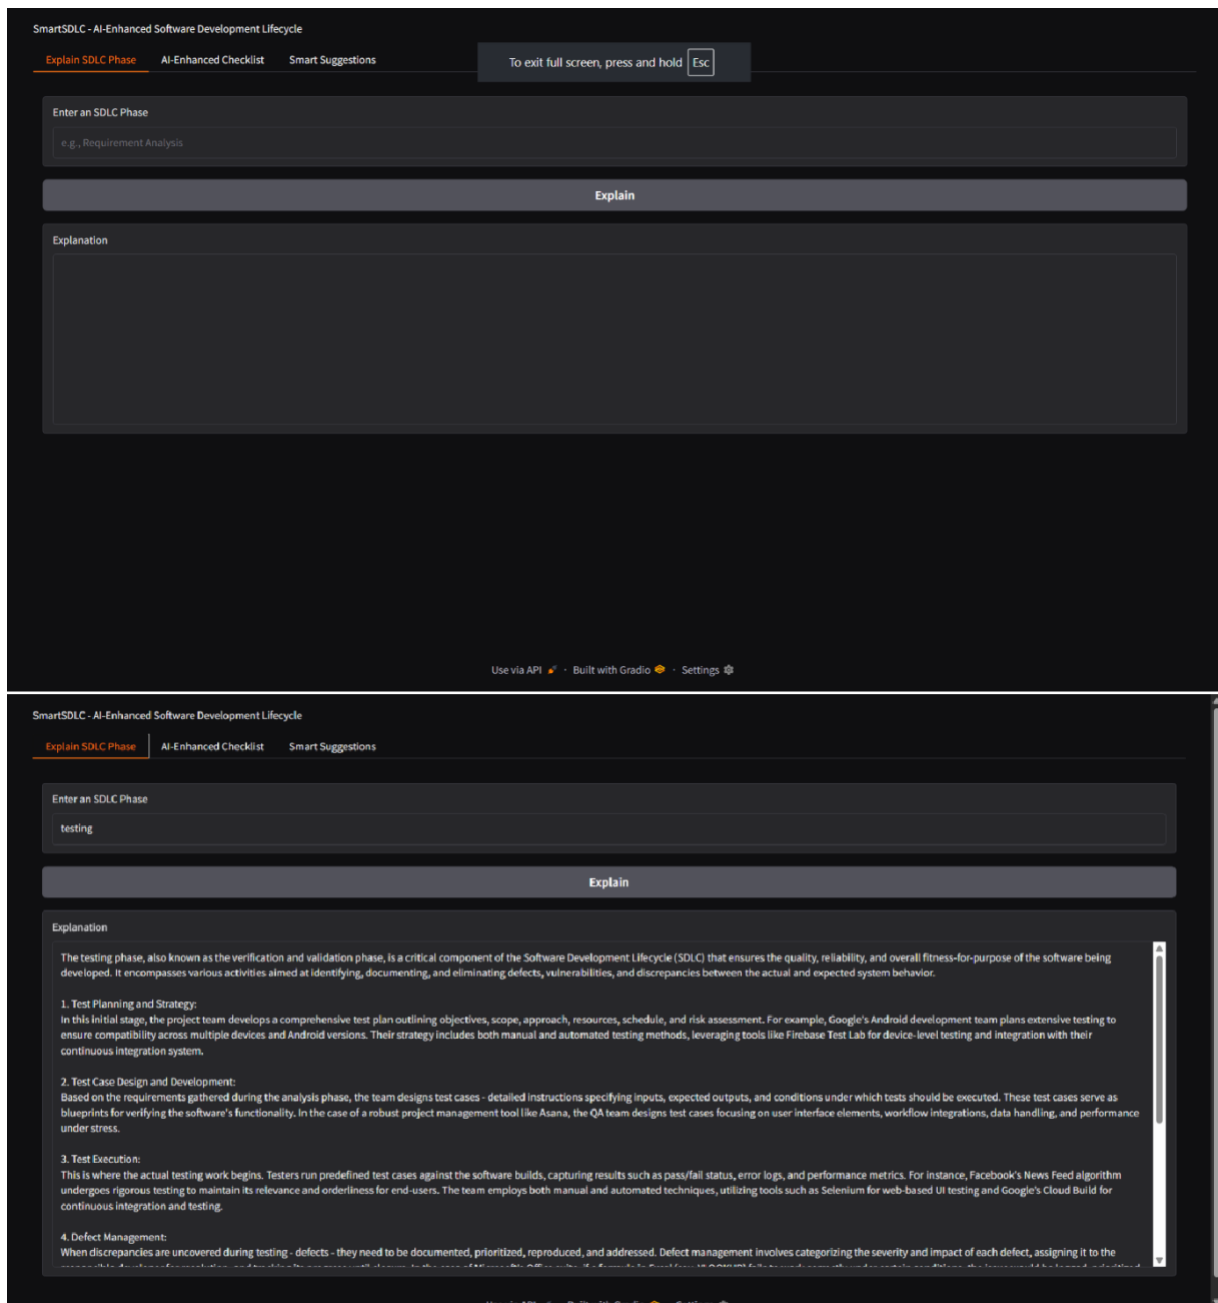 SmartSDLC - AI-Enhanced Software Development Lifecycle
Explain SDLC Phase AI-Enhanced Checklist Smart Suggestions
To exit full screen, press and hold Esc
Enter an SDLC Phase
e.g., Requirement Analysis
Explain
Explanation
Use via API · Built with Gradio · Settings
SmartSDLC - AI-Enhanced Software Development Lifecycle
Explain SDLC Phase AI-Enhanced Checklist Smart Suggestions
Enter an SDLC Phase
testing
Explain
Explanation
The testing phase, also known as the verification and validation phase, is a critical component of the Software Development Lifecycle (SDLC) that ensures the quality, reliability, and overall fitness-for-purpose of the software being
developed. It encompasses various activities aimed at identifying, documenting, and eliminating defects, vulnerabilities, and discrepancies between the actual and expected system behavior.
1. Test Planning and Strategy:
In this initial stage, the project team develops a comprehensive test plan outlining objectives, scope, approach, resources, schedule, and risk assessment. For example, Google's Android development team plans extensive testing to
ensure compatibility across multiple devices and Android versions. Their strategy includes both manual and automated testing methods, leveraging tools like Firebase Test Lab for device-level testing and integration with their
continuous integration system.
2. Test Case Design and Development:
Based on the requirements gathered during the analysis phase, the team designs test cases - detailed instructions specifying inputs, expected outputs, and conditions under which tests should be executed. These test cases serve as
blueprints for verifying the software's functionality. In the case of a robust project management tool like Asana, the QA team designs test cases focusing on user interface elements, workflow integrations, data handling, and performance
under stress.
3. Test Execution:
This is where the actual testing work begins. Testers run predefined test cases against the software builds, capturing results such as pass/fail status, error logs, and performance metrics. For instance, Facebook's News Feed algorithm
undergoes rigorous testing to maintain its relevance and orderliness for end-users. The team employs both manual and automated techniques, utilizing tools such as Selenium for web-based UI testing and Google's Cloud Build for
continuous integration and testing.
4. Defect Management:
When discrepancies are uncovered during testing - defects - they need to be documented, prioritized, reproduced, and addressed. Defect management involves categorizing the severity and impact of each defect, assigning it to the